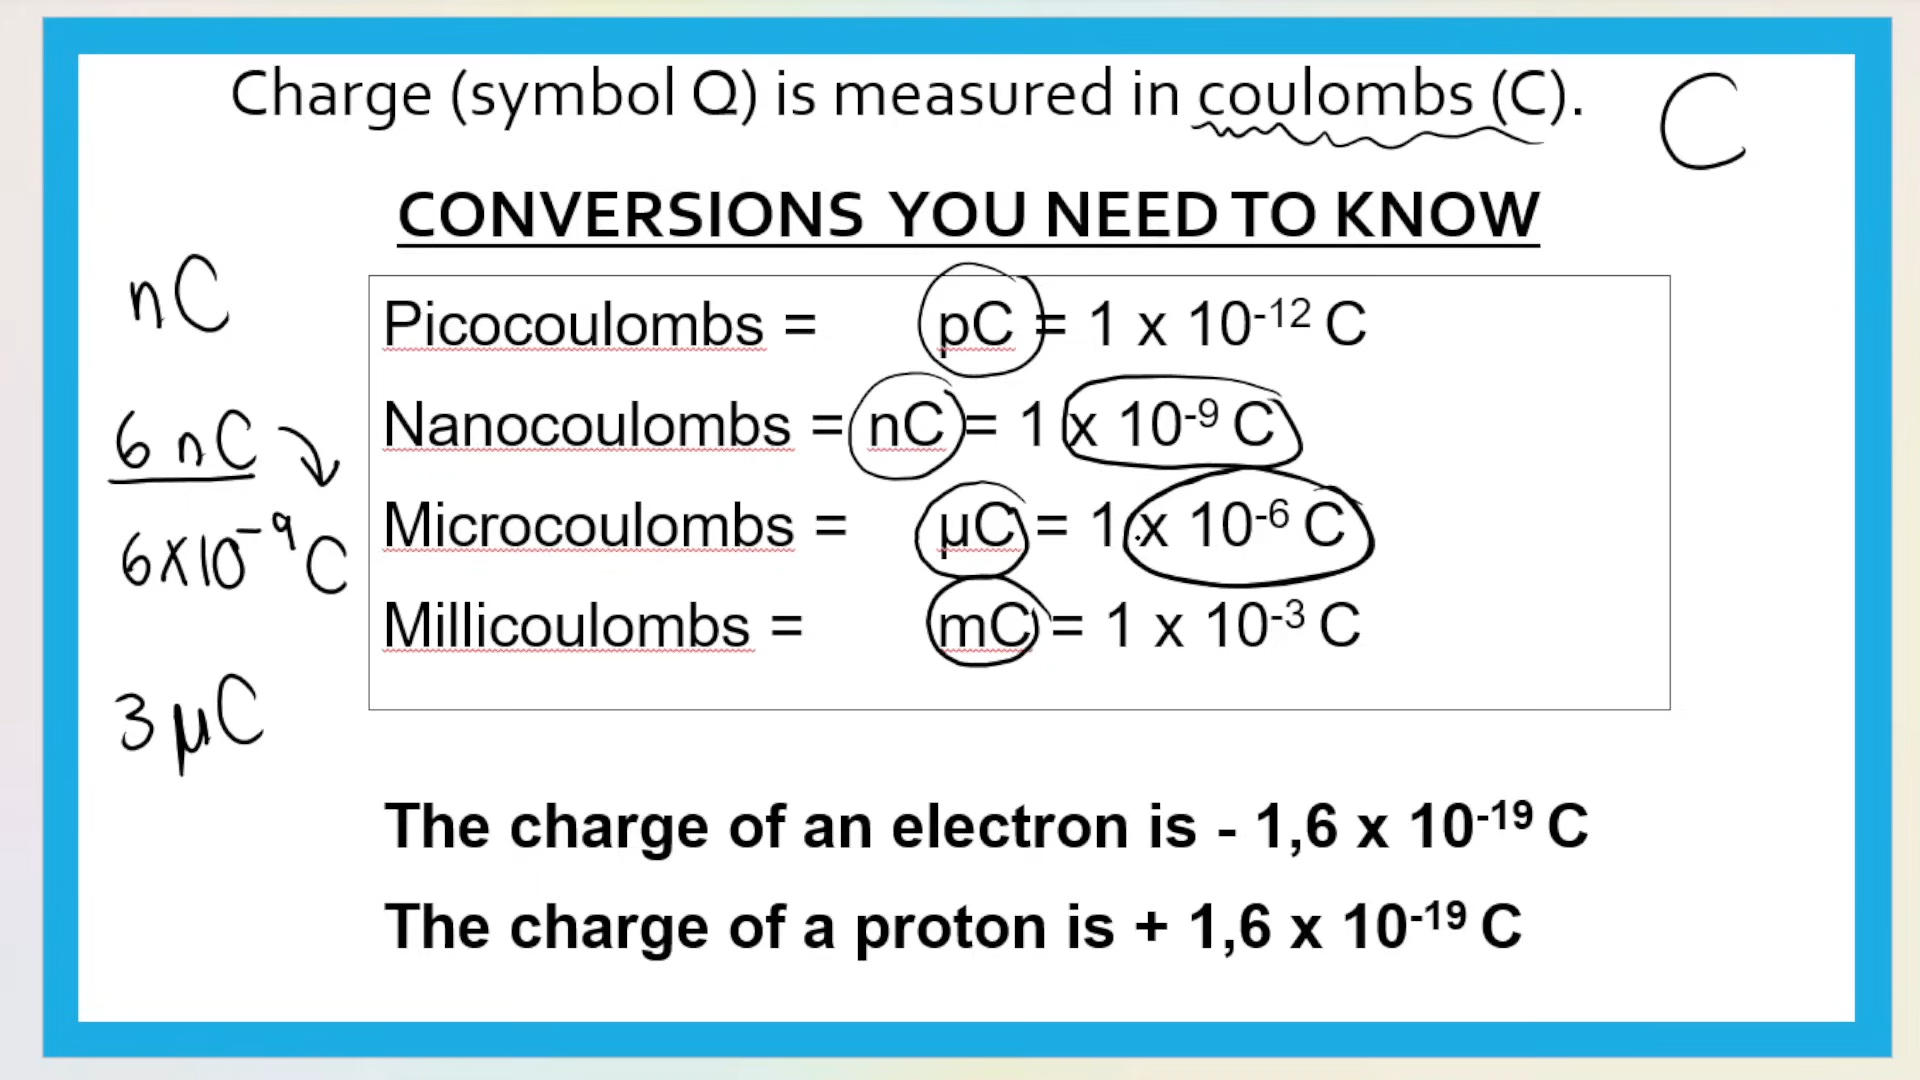 Charge (symbol Q) is measured in coulombs (C). C
CONVERSIONS YOU NEED TO KNOW
nC
Picocoulombs = pC = 1 x 10⁻¹² C
Nanocoulombs = nC = 1 x 10⁻⁹ C
6 nC
Microcoulombs = µC = 1 x 10⁻⁶ C
6x10⁻⁹ C
Millicoulombs = mC = 1 x 10⁻³ C
3 µC
The charge of an electron is - 1,6 x 10⁻¹⁹ C
The charge of a proton is + 1,6 x 10⁻¹⁹ C